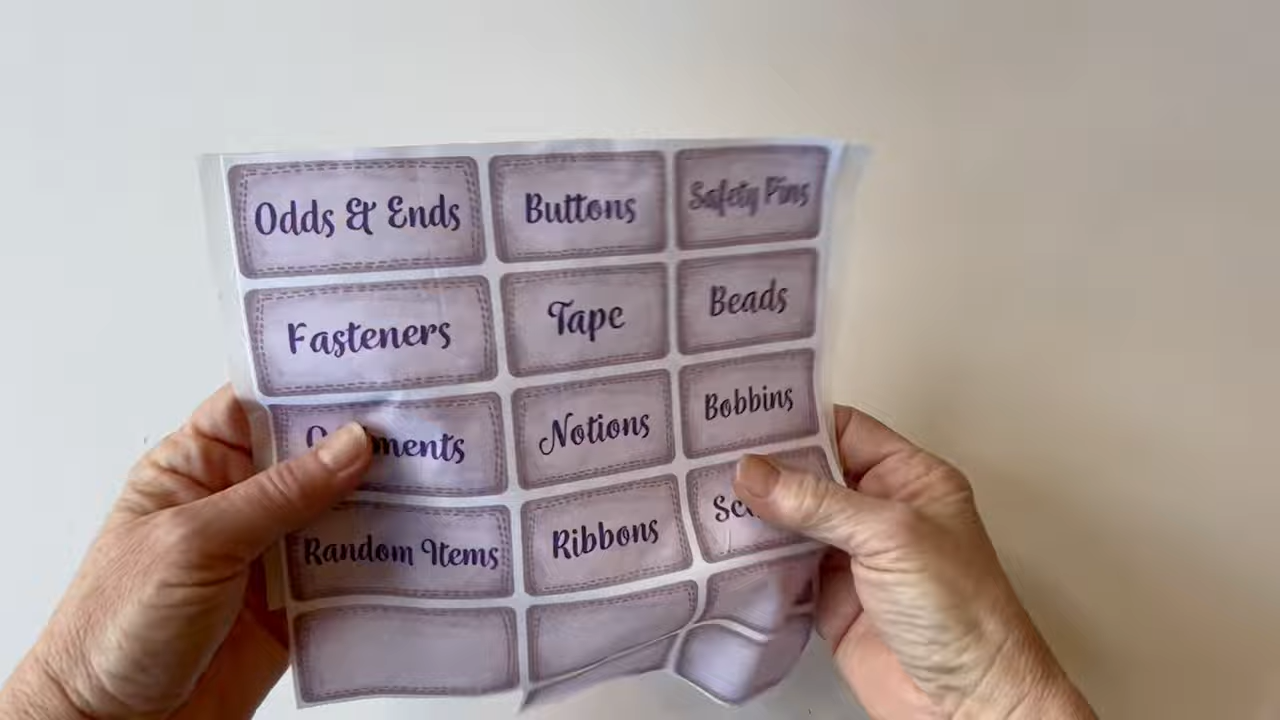 Odds & Ends
Buttons
Safety Pins
Fasteners
Tape
Beads
Notions
Bobbins
Random Items
Ribbons